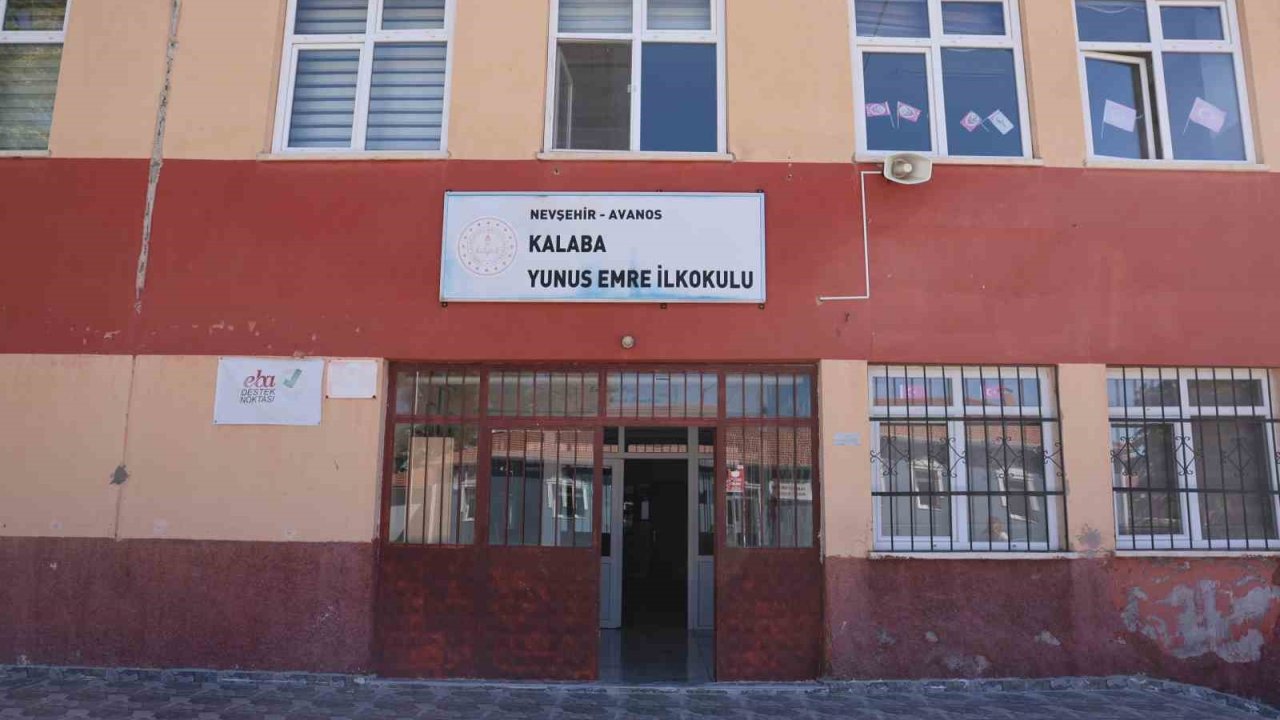 NEVŞEHİR - AVANOS
KALABA
YUNUS EMRE İLKOKULU
eba
DESTEK
NOKTASI